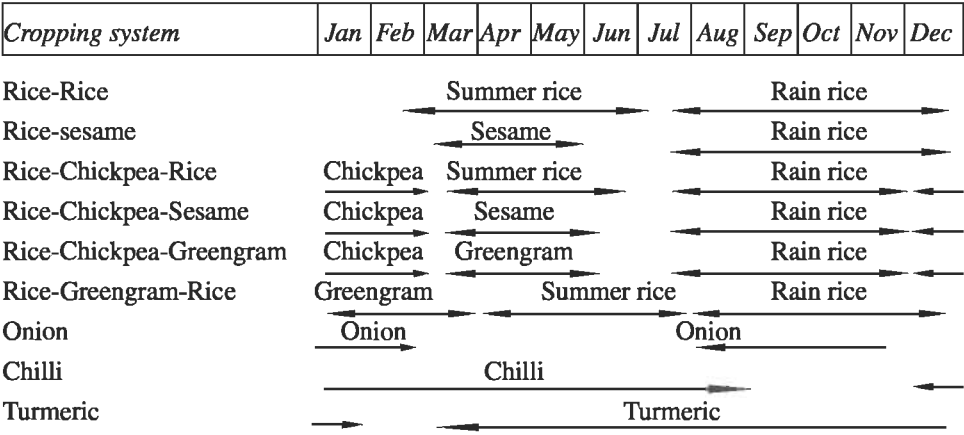 Cropping system Jan Feb Mar Apr May Jun Jul Aug Sep Oct Nov Dec
Rice-Rice Summer rice Rain rice
Rice-sesame Sesame Rain rice
Rice-Chickpea-Rice Chickpea Summer rice Rain rice
Rice-Chickpea-Sesame Chickpea Sesame Rain rice
Rice-Chickpea-Greengram Chickpea Greengram Rain rice
Rice-Greengram-Rice Greengram Summer rice Rain rice
Onion Onion Onion
Chilli Chilli
Turmeric Turmeric